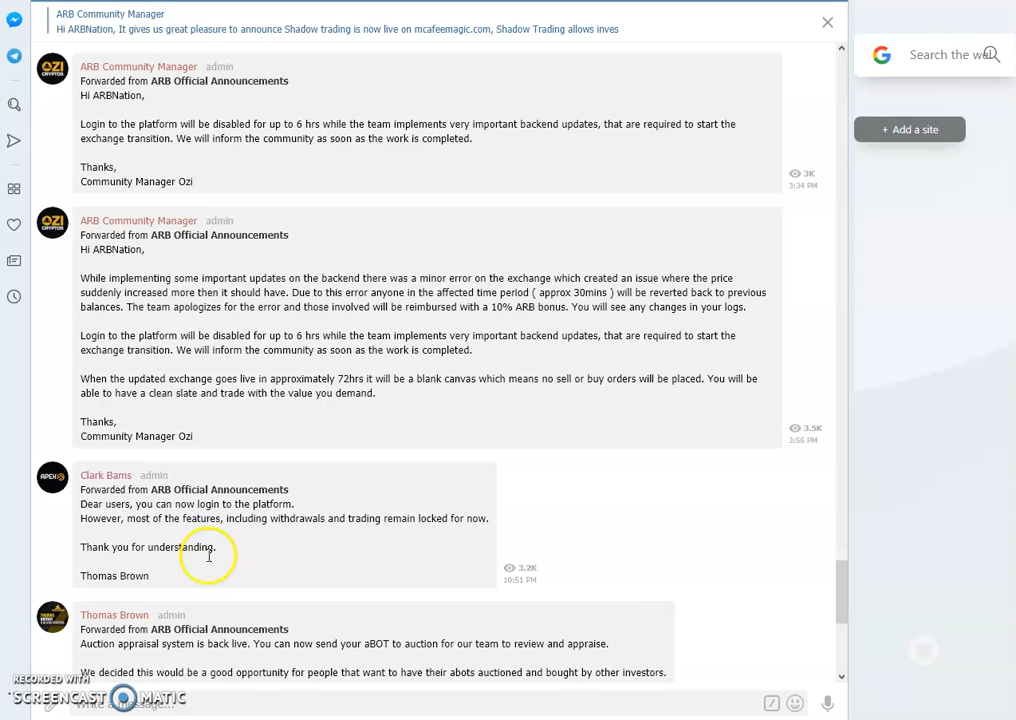 ARB Community Manager
Hi ARBNation, It gives us great pleasure to announce Shadow trading is now live on mcafeemagic.com, Shadow Trading allows inves
Search the we
+ Add a site
OZI
CRYPTOS
ARB Community Manager admin
Forwarded from ARB Official Announcements
Hi ARBNation,
Login to the platform will be disabled for up to 6 hrs while the team implements very important backend updates, that are required to start the
exchange transition. We will inform the community as soon as the work is completed.
Thanks,
Community Manager Ozi
3K
3:34 PM
OZI
CRYPTOS
ARB Community Manager admin
Forwarded from ARB Official Announcements
Hi ARBNation,
While implementing some important updates on the backend there was a minor error on the exchange which created an issue where the price
suddenly increased more then it should have. Due to this error anyone in the affected time period ( approx 30mins ) will be reverted back to previous
balances. The team apologizes for the error and those involved will be reimbursed with a 10% ARB bonus. You will see any changes in your logs.
Login to the platform will be disabled for up to 6 hrs while the team implements very important backend updates, that are required to start the
exchange transition. We will inform the community as soon as the work is completed.
When the updated exchange goes live in approximately 72hrs it will be a blank canvas which means no sell or buy orders will be placed. You will be
able to have a clean slate and trade with the value you demand.
Thanks,
Community Manager Ozi
3.5K
3:56 PM
APEX
Clark Bams admin
Forwarded from ARB Official Announcements
Dear users, you can now login to the platform.
However, most of the features, including withdrawals and trading remain locked for now.
Thank you for understanding.
Thomas Brown
3.2K
10:51 PM
Thomas Brown admin
Forwarded from ARB Official Announcements
Auction appraisal system is back live. You can now send your aBOT to auction for our team to review and appraise.
We decided this would be a good opportunity for people that want to have their abots auctioned and bought by other investors.
RECORDED WITH
SCREENCAST MATIC
Write a message...